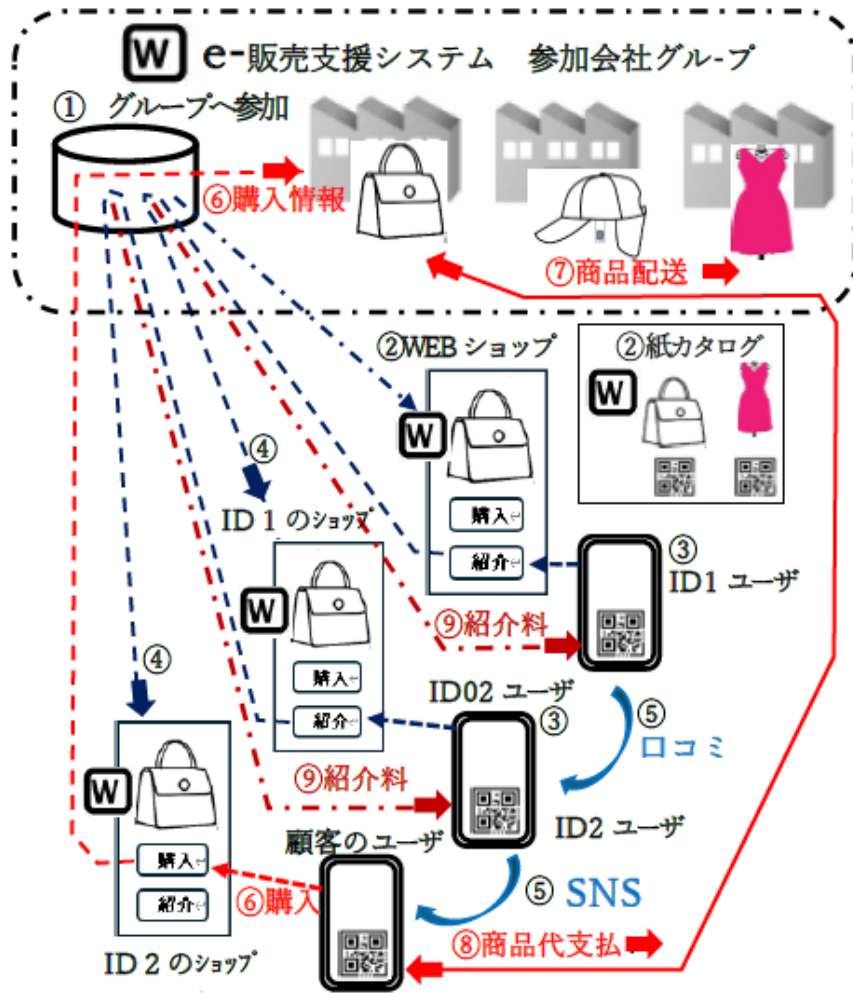 W e-販売支援システム 参加会社グループ
① グループへ参加
⑥購入情報
⑦商品配送
②WEBショップ
②紙カタログ
W
W
購入
紹介
④
ID 1 のショップ
③
ID1 ユーザ
W
購入
紹介
⑨紹介料
ID02 ユーザ
③
⑤
口コミ
④
W
購入
紹介
⑨紹介料
ID2 ユーザ
顧客のユーザ
⑥購入
⑤ SNS
⑧商品代支払
ID 2 のショップ